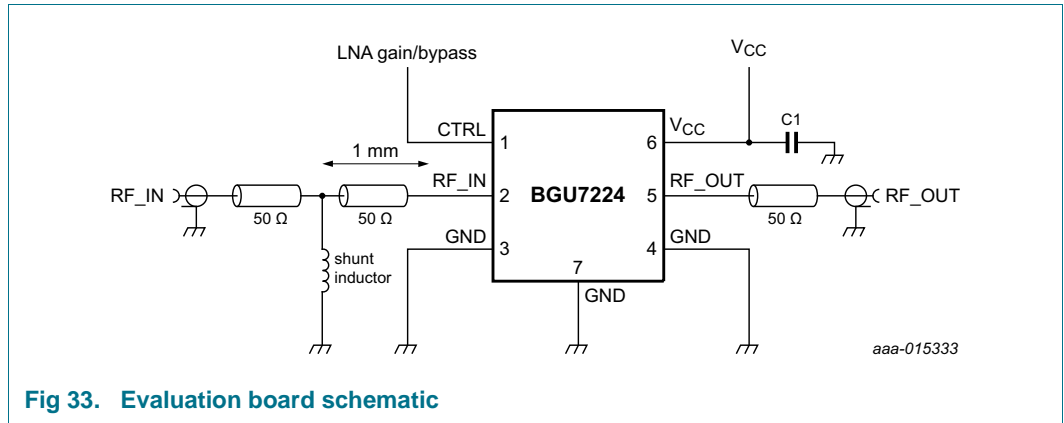 LNA gain/bypass
VCC
CTRL
1
VCC
6
C1
1 mm
RF_IN
50 Ω
50 Ω
RF_IN
2
BGU7224
5
RF_OUT
50 Ω
RF_OUT
GND
3
4
GND
shunt
inductor
7
GND
aaa-015333
Fig 33. Evaluation board schematic